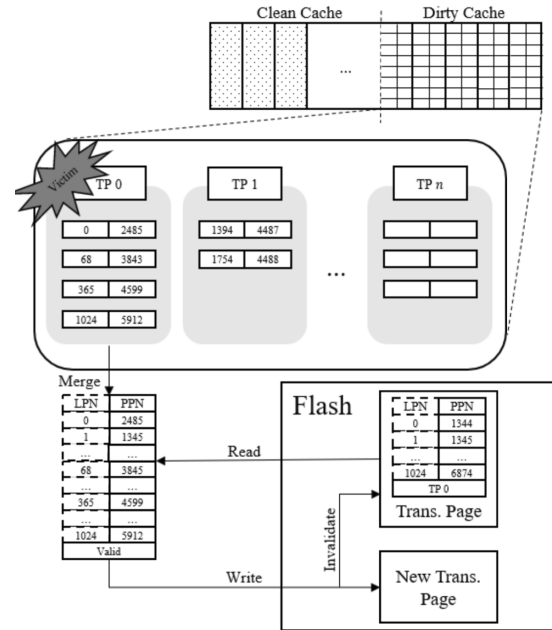 Clean Cache Dirty Cache
...
Victim
TP 0 TP 1 TP n
0 2485 1394 4487
68 3843 1754 4488
365 4599
...
1024 5912
Merge
LPN PPN
0 2485
1 1345
... ...
68 3845
... ...
365 4599
... ...
1024 5912
Valid
Read
Write
Invalidate
Flash
LPN PPN
0 1344
1 1345
... ...
1024 6874
TP 0
Trans. Page
New Trans.
Page